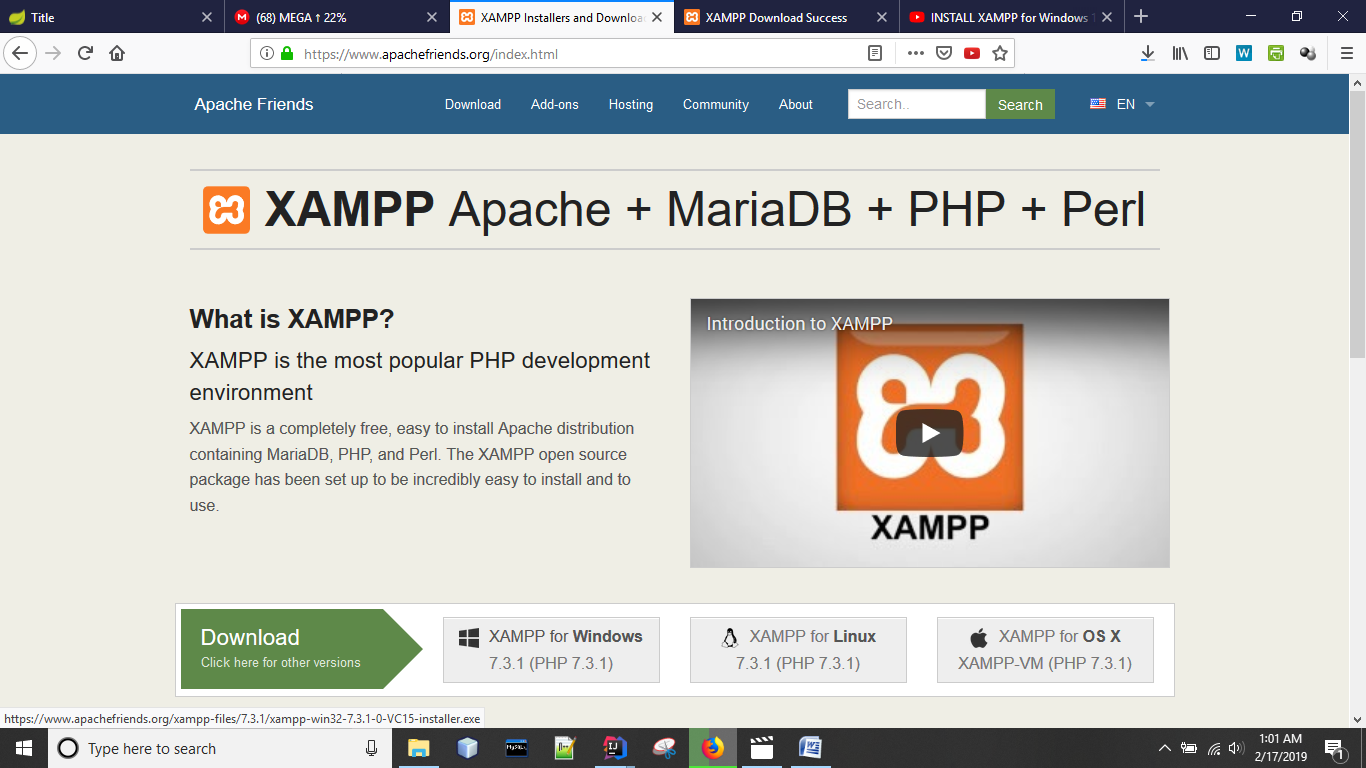 Title
(68) MEGA ↑ 22%
XAMPP Installers and Downloa
XAMPP Download Success
INSTALL XAMPP for Windows 1
https://www.apachefriends.org/index.html
Apache Friends
Download
Add-ons
Hosting
Community
About
Search..
Search
EN
XAMPP Apache + MariaDB + PHP + Perl
What is XAMPP?
XAMPP is the most popular PHP development
environment
XAMPP is a completely free, easy to install Apache distribution
containing MariaDB, PHP, and Perl. The XAMPP open source
package has been set up to be incredibly easy to install and to
use.
Introduction to XAMPP
XAMPP
Download
Click here for other versions
XAMPP for Windows
7.3.1 (PHP 7.3.1)
XAMPP for Linux
7.3.1 (PHP 7.3.1)
XAMPP for OS X
XAMPP-VM (PHP 7.3.1)
https://www.apachefriends.org/xampp-files/7.3.1/xampp-win32-7.3.1-0-VC15-installer.exe
Type here to search
1:01 AM
2/17/2019
1